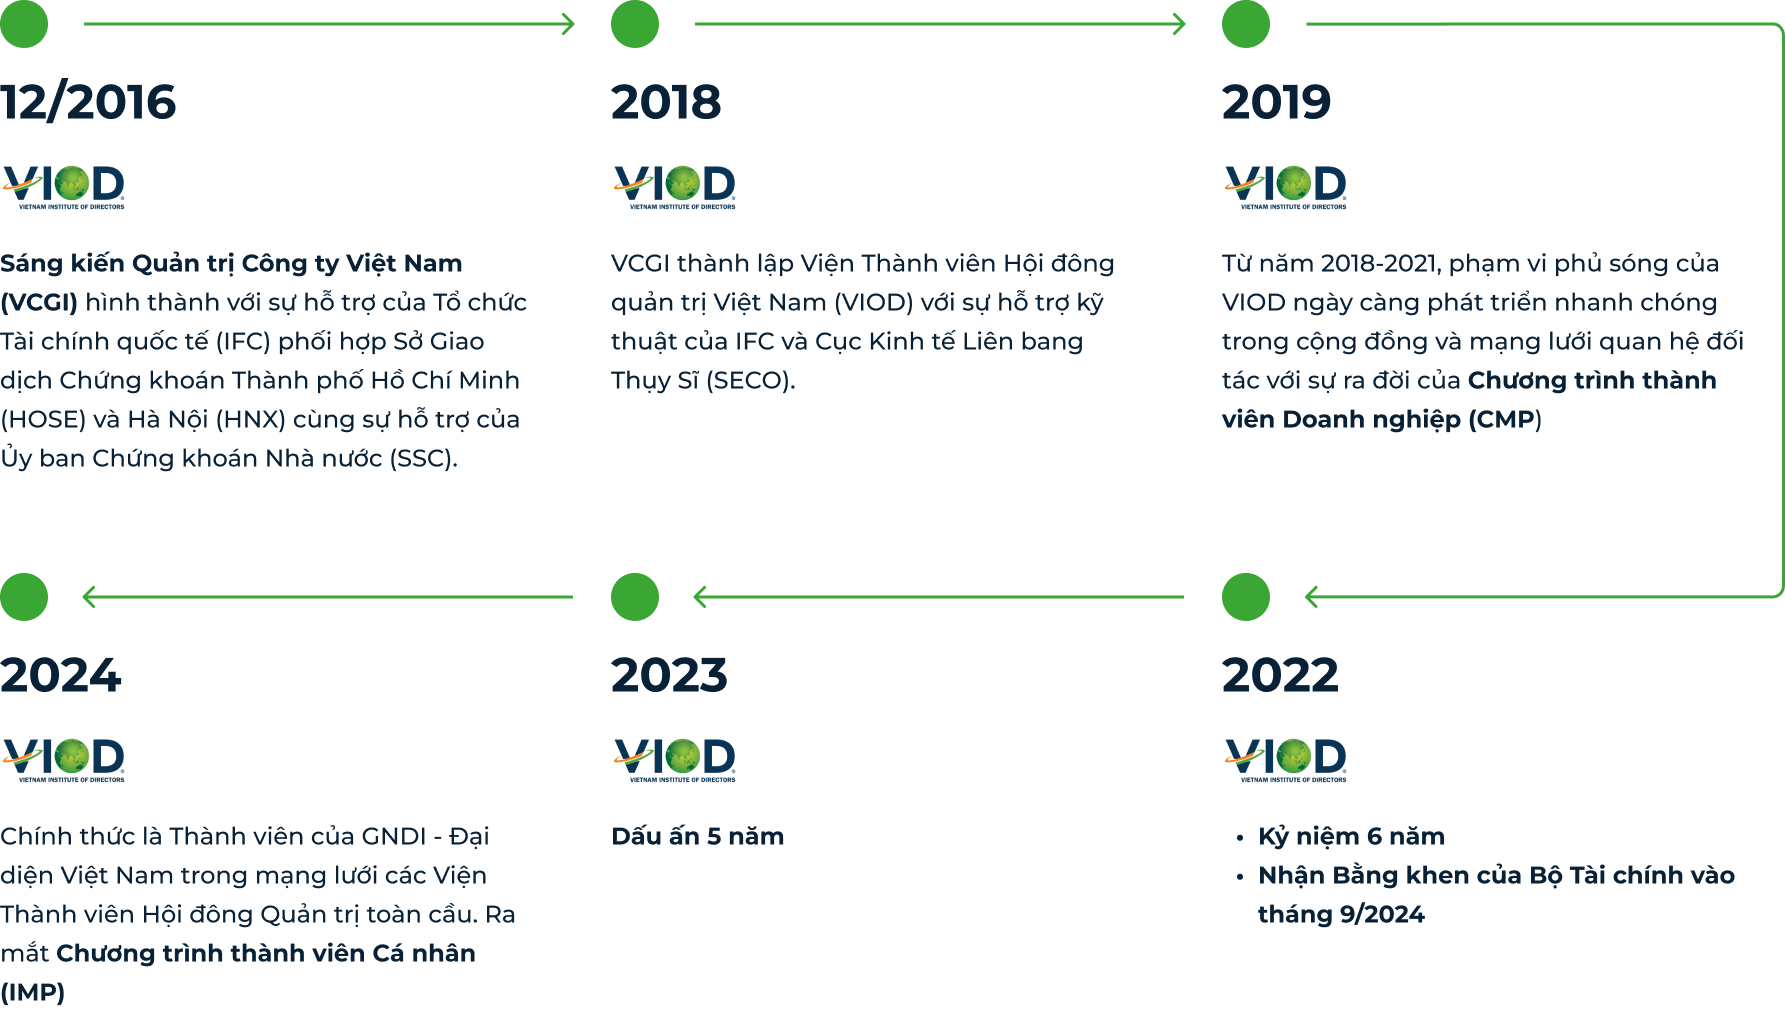 12/2016
VIOD
VIETNAM INSTITUTE OF DIRECTORS
Sáng kiến Quản trị Công ty Việt Nam
(VCGI) hình thành với sự hỗ trợ của Tổ chức
Tài chính quốc tế (IFC) phối hợp Sở Giao
dịch Chứng khoán Thành phố Hồ Chí Minh
(HOSE) và Hà Nội (HNX) cùng sự hỗ trợ của
Ủy ban Chứng khoán Nhà nước (SSC).
2018
VIOD
VIETNAM INSTITUTE OF DIRECTORS
VCGI thành lập Viện Thành viên Hội đông
quản trị Việt Nam (VIOD) với sự hỗ trợ kỹ
thuật của IFC và Cục Kinh tế Liên bang
Thụy Sĩ (SECO).
2019
VIOD
VIETNAM INSTITUTE OF DIRECTORS
Từ năm 2018-2021, phạm vi phủ sóng của
VIOD ngày càng phát triển nhanh chóng
trong cộng đồng và mạng lưới quan hệ đối
tác với sự ra đời của Chương trình thành
viên Doanh nghiệp (CMP)
2022
VIOD
VIETNAM INSTITUTE OF DIRECTORS
• Kỷ niệm 6 năm
• Nhận Bằng khen của Bộ Tài chính vào
tháng 9/2024
2023
VIOD
VIETNAM INSTITUTE OF DIRECTORS
Dấu ấn 5 năm
2024
VIOD
VIETNAM INSTITUTE OF DIRECTORS
Chính thức là Thành viên của GNDI - Đại
diện Việt Nam trong mạng lưới các Viện
Thành viên Hội đông Quản trị toàn cầu. Ra
mắt Chương trình thành viên Cá nhân
(IMP)